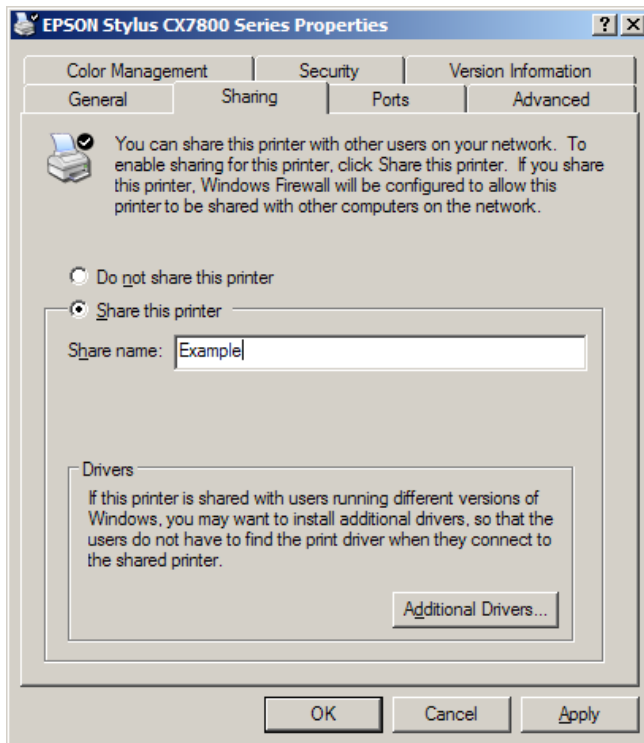 EPSON Stylus CX7800 Series Properties
Color Management Security Version Information
General Sharing Ports Advanced
You can share this printer with other users on your network. To
enable sharing for this printer, click Share this printer. If you share
this printer, Windows Firewall will be configured to allow this
printer to be shared with other computers on the network.
Do not share this printer
Share this printer
Share name: Example
Drivers
If this printer is shared with users running different versions of
Windows, you may want to install additional drivers, so that the
users do not have to find the print driver when they connect to
the shared printer.
Additional Drivers...
OK Cancel Apply